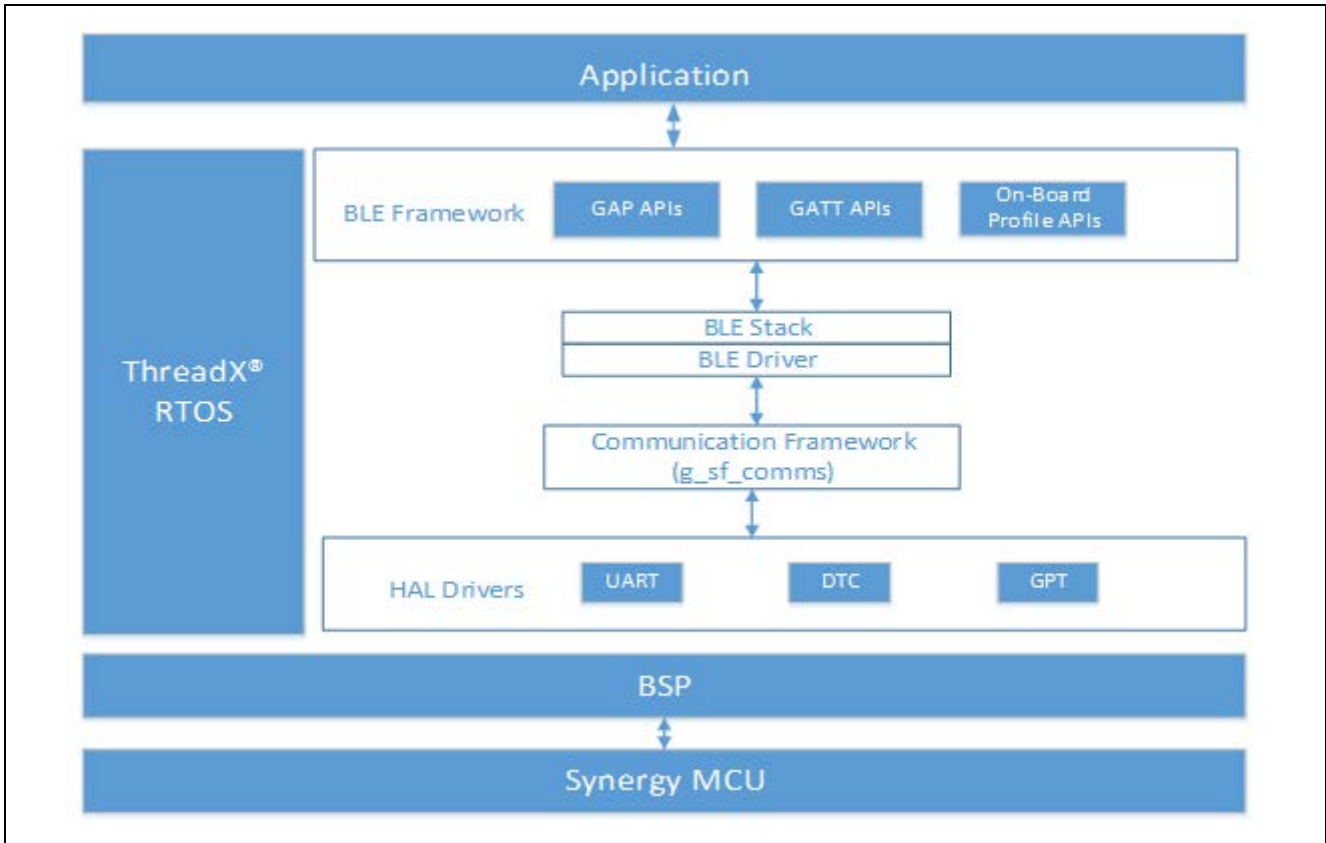 Application
BLE Framework
GAP APIs
GATT APIs
On-Board
Profile APIs
ThreadX®
RTOS
BLE Stack
BLE Driver
Communication Framework
(g_sf_comms)
HAL Drivers
UART
DTC
GPT
BSP
Synergy MCU